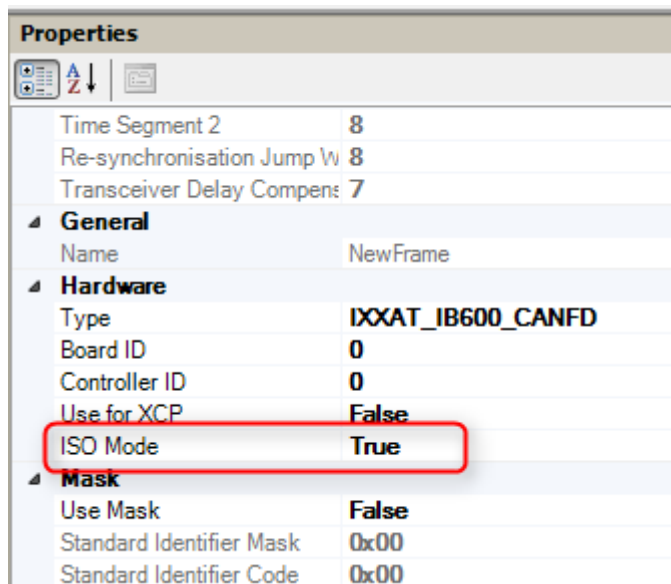 Properties
Time Segment 2 8
Re-synchronisation Jump W 8
Transceiver Delay Compens 7
General
Name NewFrame
Hardware
Type IXXAT_IB600_CANFD
Board ID 0
Controller ID 0
Use for XCP False
ISO Mode True
Mask
Use Mask False
Standard Identifier Mask 0x00
Standard Identifier Code 0x00